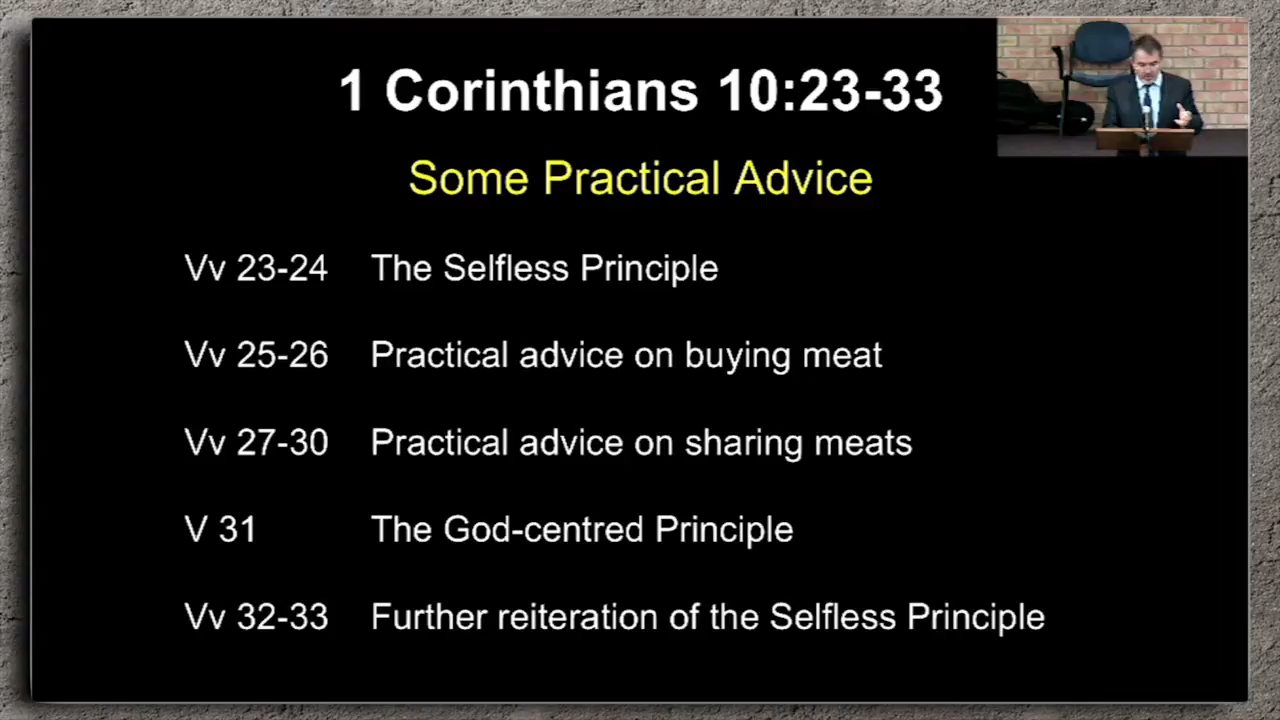 1 Corinthians 10:23-33
Some Practical Advice
Vv 23-24 The Selfless Principle
Vv 25-26 Practical advice on buying meat
Vv 27-30 Practical advice on sharing meats
V 31 The God-centred Principle
Vv 32-33 Further reiteration of the Selfless Principle